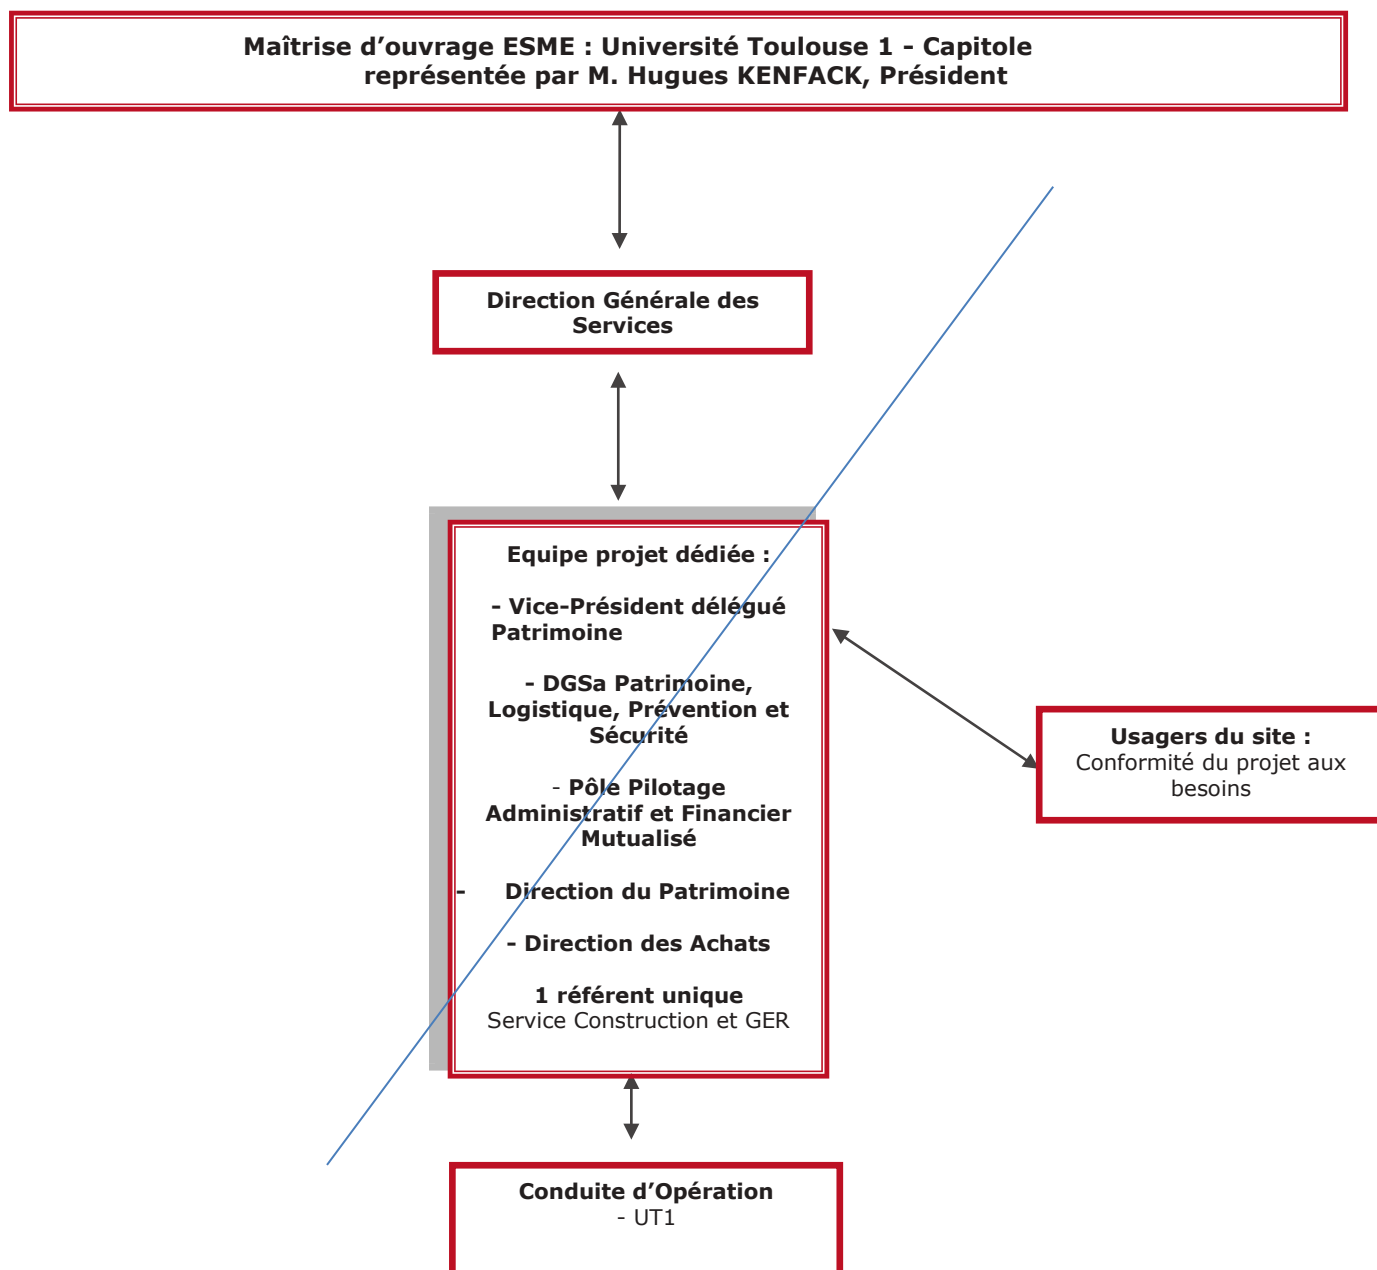 Maîtrise d’ouvrage ESME : Université Toulouse 1 - Capitole
représentée par M. Hugues KENFACK, Président
Direction Générale des
Services
Equipe projet dédiée :
- Vice-Président délégué
Patrimoine
- DGSa Patrimoine,
Logistique, Prévention et
Sécurité
- Pôle Pilotage
Administratif et Financier
Mutualisé
- Direction du Patrimoine
- Direction des Achats
1 référent unique
Service Construction et GER
Usagers du site :
Conformité du projet aux
besoins
Conduite d’Opération
- UT1